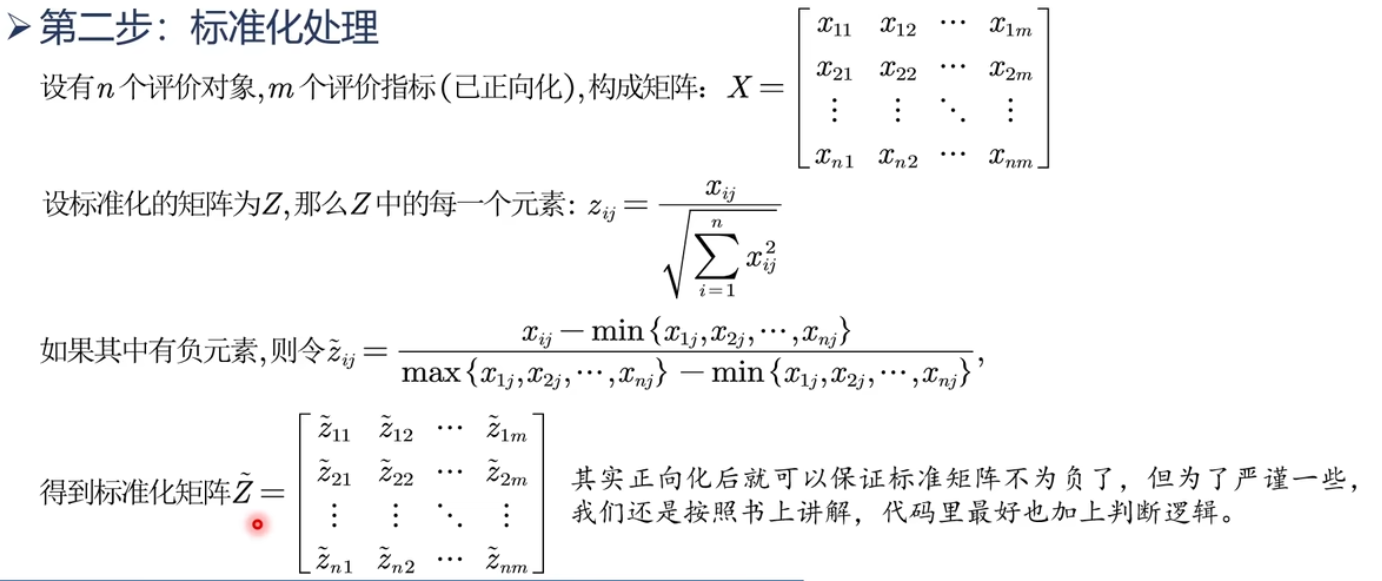 ➢ 第二步：标准化处理
设有n个评价对象,m个评价指标(已正向化),构成矩阵：X = \begin{bmatrix} x_{11} & x_{12} & \cdots & x_{1m} \\ x_{21} & x_{22} & \cdots & x_{2m} \\ \vdots & \vdots & \ddots & \vdots \\ x_{n1} & x_{n2} & \cdots & x_{nm} \end{bmatrix}
设标准化的矩阵为Z,那么Z中的每一个元素: z_{ij} = \frac{x_{ij}}{\sqrt{\sum_{i=1}^{n} x_{ij}^2}}
如果其中有负元素,则令\tilde{z}_{ij} = \frac{x_{ij} - \min\{x_{1j},x_{2j},\cdots,x_{nj}\}}{\max\{x_{1j},x_{2j},\cdots,x_{nj}\} - \min\{x_{1j},x_{2j},\cdots,x_{nj}\}},
得到标准化矩阵\tilde{Z} = \begin{bmatrix} \tilde{z}_{11} & \tilde{z}_{12} & \cdots & \tilde{z}_{1m} \\ \tilde{z}_{21} & \tilde{z}_{22} & \cdots & \tilde{z}_{2m} \\ \vdots & \vdots & \ddots & \vdots \\ \tilde{z}_{n1} & \tilde{z}_{n2} & \cdots & \tilde{z}_{nm} \end{bmatrix}
其实正向化后就可以保证标准矩阵不为负了，但为了严谨一些，
我们还是按照书上讲解，代码里最好也加上判断逻辑。